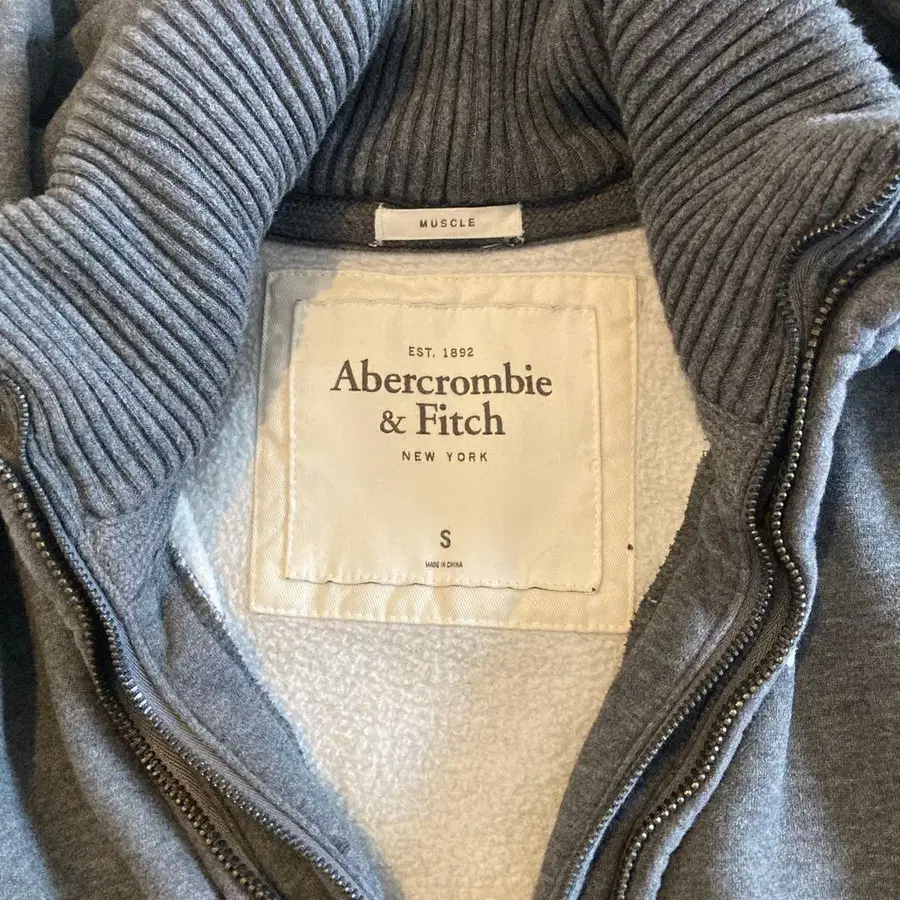 MUSCLE
EST. 1892
Abercrombie
& Fitch
NEW YORK
S
MADE IN CHINA